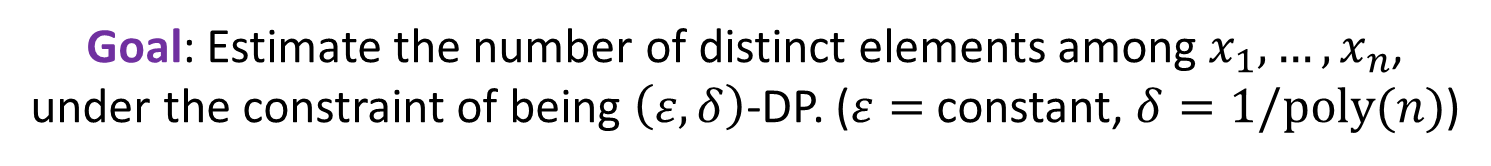 Goal: Estimate the number of distinct elements among x₁, … , xₙ,
under the constraint of being (ε, δ)-DP. (ε = constant, δ = 1/poly(n))